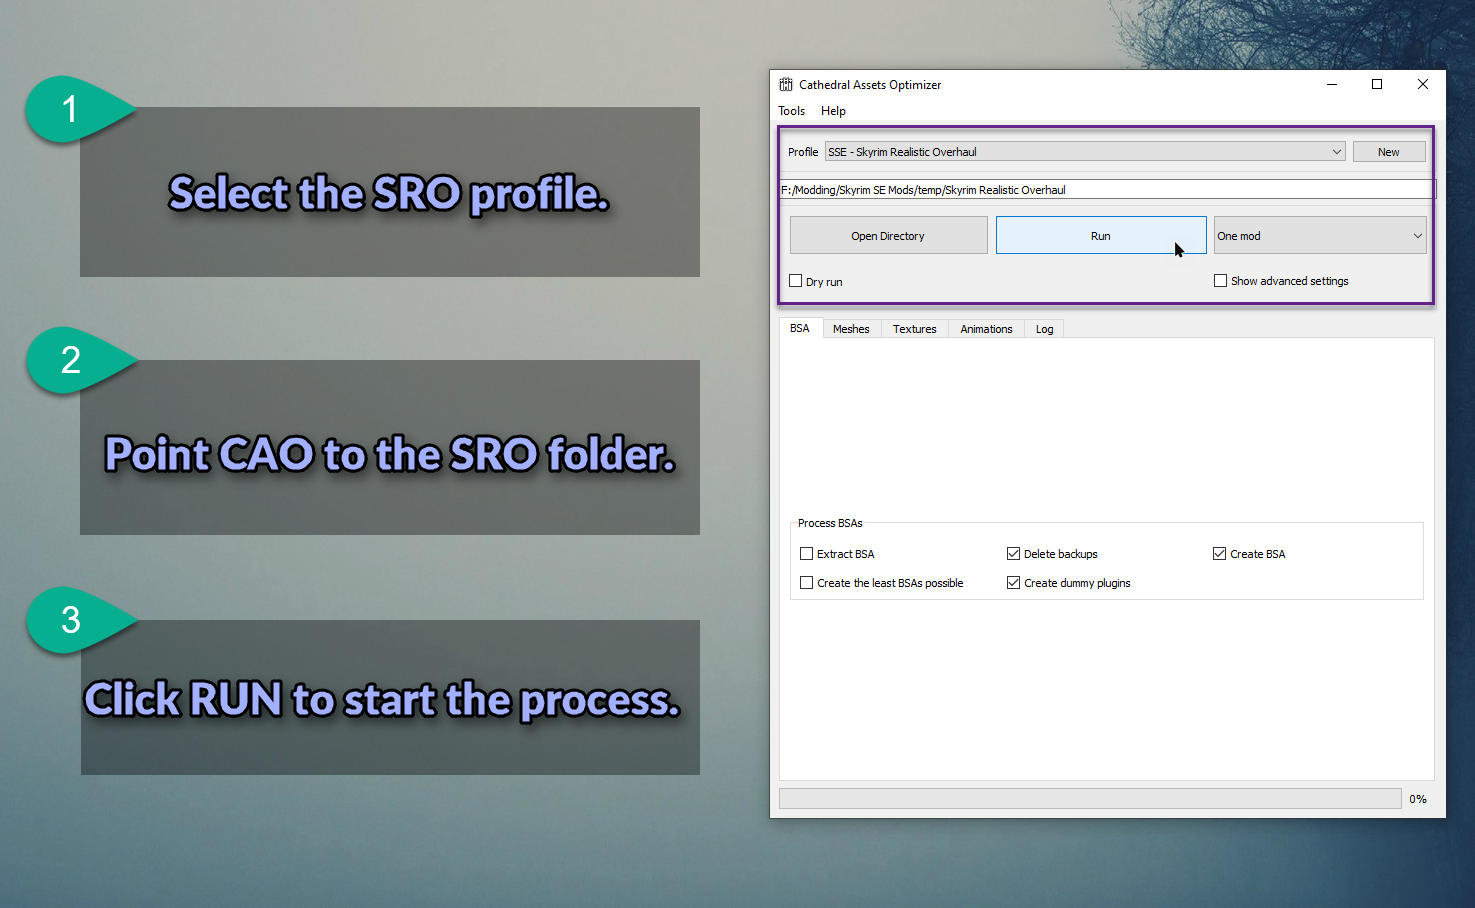 1
Select the SRO profile.
2
Point CAO to the SRO folder.
3
Click RUN to start the process.
Cathedral Assets Optimizer
Tools Help
Profile SSE - Skyrim Realistic Overhaul New
F:/Modding/Skyrim SE Mods/temp/Skyrim Realistic Overhaul
Open Directory Run One mod
Dry run Show advanced settings
BSA Meshes Textures Animations Log
Process BSAs
Extract BSA Delete backups Create BSA
Create the least BSAs possible Create dummy plugins
0%